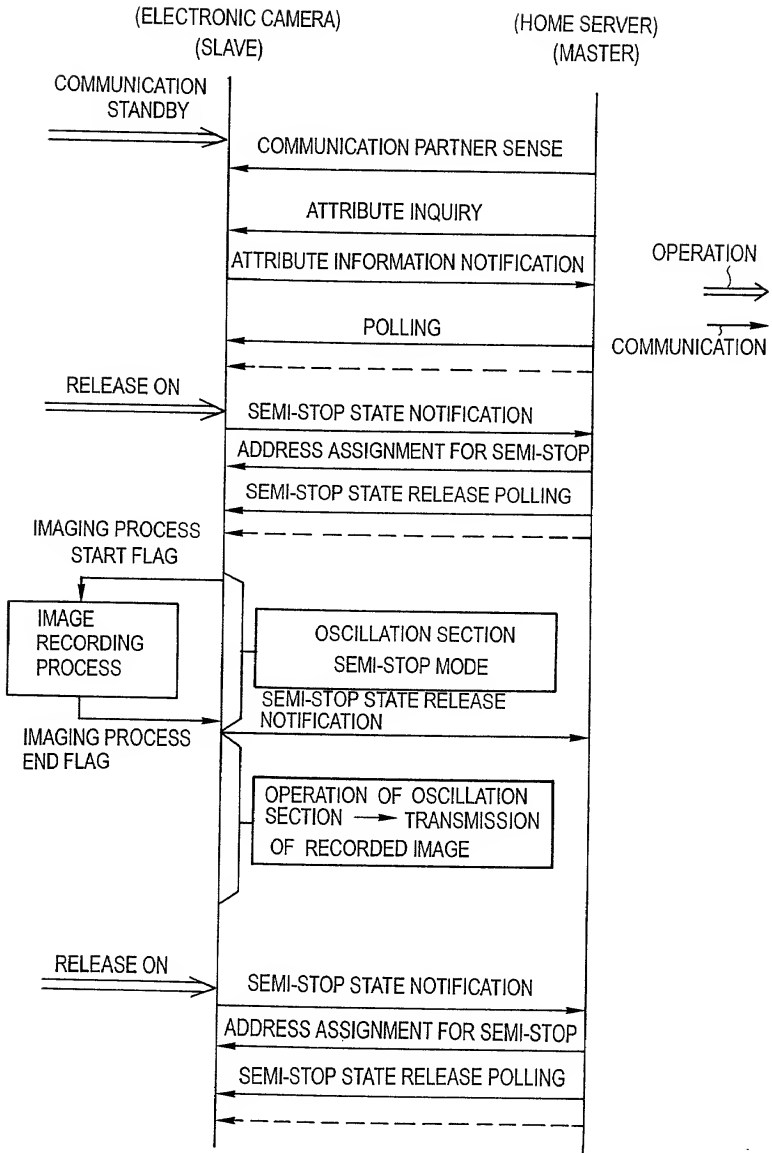 (ELECTRONIC CAMERA)
(SLAVE)
(HOME SERVER)
(MASTER)
COMMUNICATION
STANDBY
COMMUNICATION PARTNER SENSE
ATTRIBUTE INQUIRY
ATTRIBUTE INFORMATION NOTIFICATION
OPERATION
POLLING
COMMUNICATION
RELEASE ON
SEMI-STOP STATE NOTIFICATION
ADDRESS ASSIGNMENT FOR SEMI-STOP
SEMI-STOP STATE RELEASE POLLING
IMAGING PROCESS
START FLAG
IMAGE
RECORDING
PROCESS
OSCILLATION SECTION
SEMI-STOP MODE
SEMI-STOP STATE RELEASE
NOTIFICATION
IMAGING PROCESS
END FLAG
OPERATION OF OSCILLATION
SECTION → TRANSMISSION
OF RECORDED IMAGE
RELEASE ON
SEMI-STOP STATE NOTIFICATION
ADDRESS ASSIGNMENT FOR SEMI-STOP
SEMI-STOP STATE RELEASE POLLING